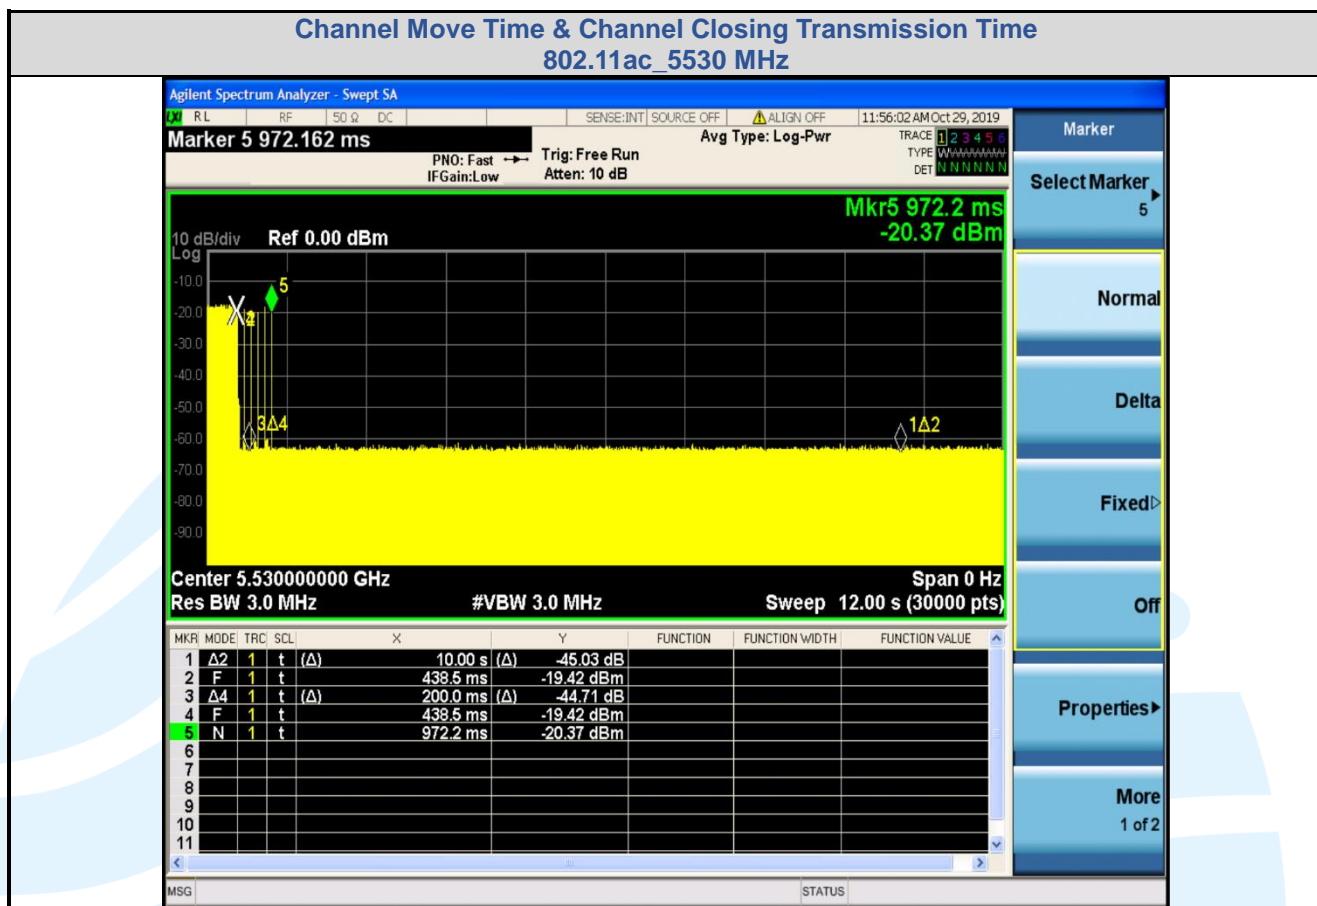 Channel Move Time & Channel Closing Transmission Time
802.11ac_5530 MHz
Agilent Spectrum Analyzer - Swept SA
LXI RL RF 50 Ω DC SENSE:INT SOURCE OFF ALIGN OFF 11:56:02 AM Oct 29, 2019
Marker 5 972.162 ms
PNO: Fast
IFGain:Low
Trig: Free Run
Atten: 10 dB
Avg Type: Log-Pwr
TRACE 1 2 3 4 5 6
TYPE
DET N N N N N N
Mkr5 972.2 ms
-20.37 dBm
10 dB/div Ref 0.00 dBm
Log
-10.0
-20.0
-30.0
-40.0
-50.0
-60.0
-70.0
-80.0
-90.0
5
3Δ4
1Δ2
Center 5.530000000 GHz Span 0 Hz
Res BW 3.0 MHz #VBW 3.0 MHz Sweep 12.00 s (30000 pts)
MKR MODE TRC SCL X Y FUNCTION FUNCTION WIDTH FUNCTION VALUE
1 Δ2 1 t (Δ) 10.00 s (Δ) -45.03 dB
2 F 1 t 438.5 ms -19.42 dBm
3 Δ4 1 t (Δ) 200.0 ms (Δ) -44.71 dB
4 F 1 t 438.5 ms -19.42 dBm
5 N 1 t 972.2 ms -20.37 dBm
6
7
8
9
10
11
MSG STATUS
Marker
Select Marker
5
Normal
Delta
Fixed
Off
Properties
More
1 of 2